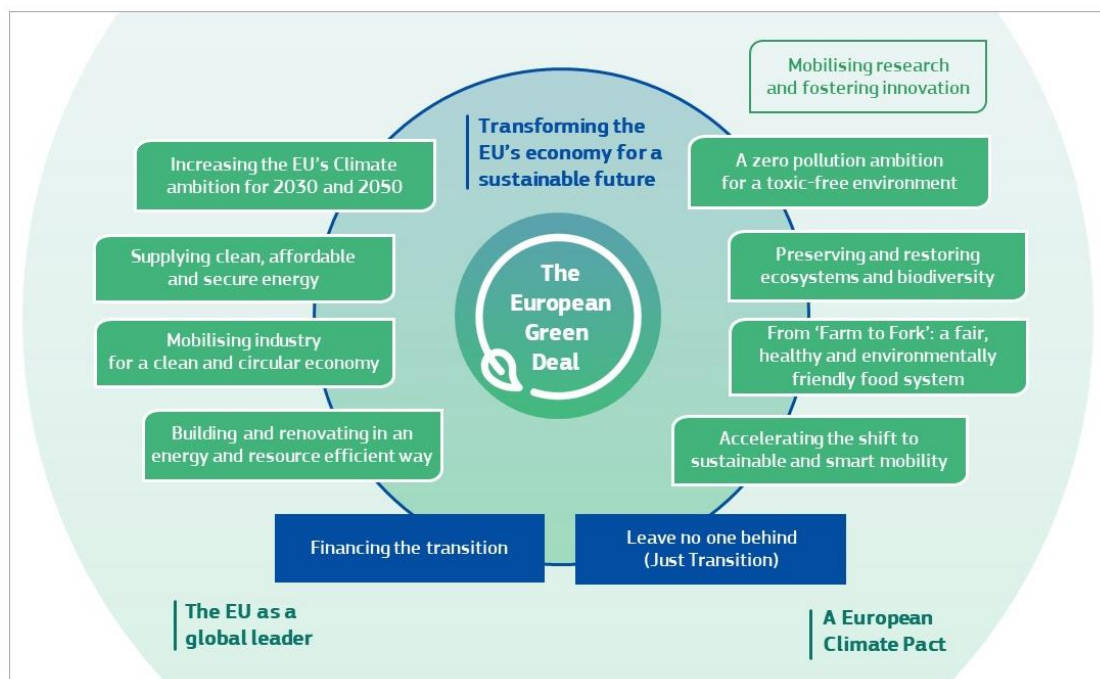 Mobilising research
and fostering innovation
Transforming the
EU's economy for a
sustainable future
Increasing the EU's Climate
ambition for 2030 and 2050
A zero pollution ambition
for a toxic-free environment
Supplying clean, affordable
and secure energy
Preserving and restoring
ecosystems and biodiversity
The
European
Green
Deal
Mobilising industry
for a clean and circular economy
From ‘Farm to Fork’: a fair,
healthy and environmentally
friendly food system
Building and renovating in an
energy and resource efficient way
Accelerating the shift to
sustainable and smart mobility
Financing the transition
Leave no one behind
(Just Transition)
The EU as a
global leader
A European
Climate Pact